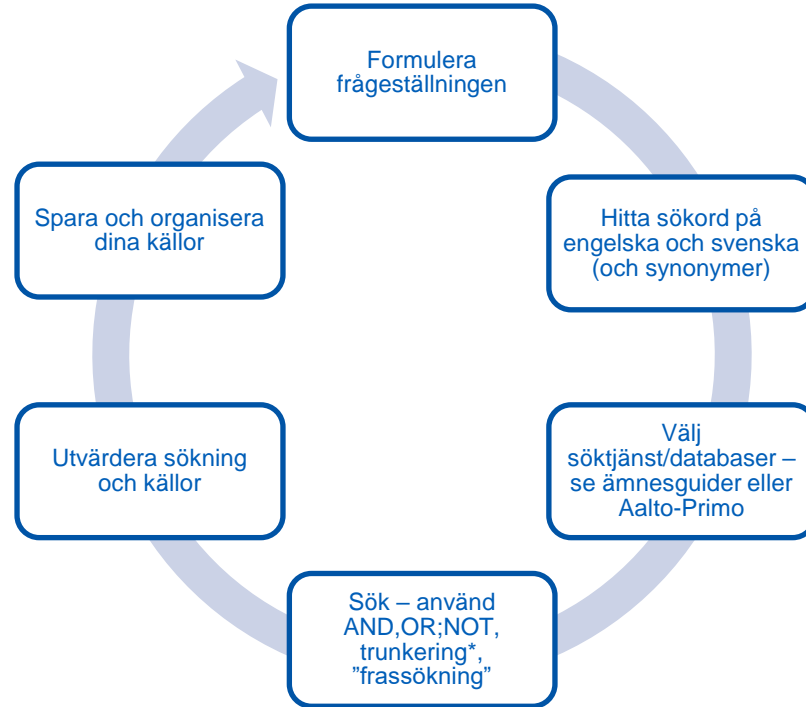 Formulera
frågeställningen
Hitta sökord på
engelska och svenska
(och synonymer)
Välj
söktjänst/databaser –
se ämnesguider eller
Aalto-Primo
Sök – använd
AND,OR;NOT,
trunkering*,
”frassökning”
Utvärdera sökning
och källor
Spara och organisera
dina källor